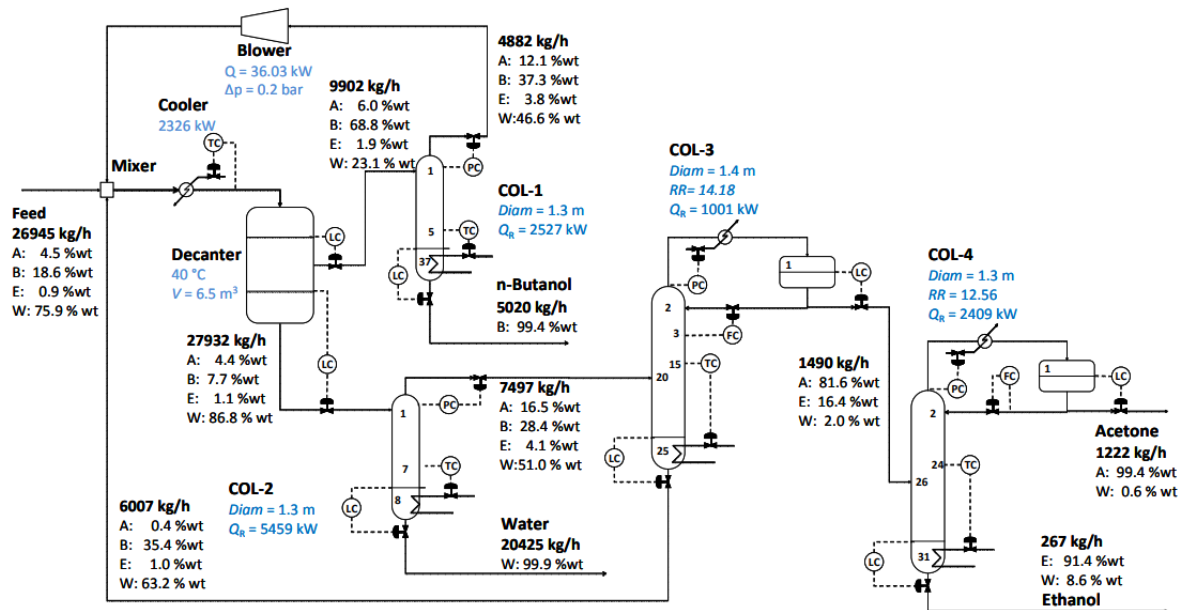 Blower
Q = 36.03 kW
Δp = 0.2 bar
4882 kg/h
A: 12.1 %wt
B: 37.3 %wt
E: 3.8 %wt
W:46.6 % wt
9902 kg/h
A: 6.0 %wt
B: 68.8 %wt
E: 1.9 %wt
W: 23.1 % wt
Cooler
2326 kW
TC
Mixer
1
PC
5
TC
37
LC
COL-1
Diam = 1.3 m
QR = 2527 kW
Feed
26945 kg/h
A: 4.5 %wt
B: 18.6 %wt
E: 0.9 %wt
W: 75.9 % wt
Decanter
40 °C
V = 6.5 m³
LC
LC
n-Butanol
5020 kg/h
B: 99.4 %wt
27932 kg/h
A: 4.4 %wt
B: 7.7 %wt
E: 1.1 %wt
W: 86.8 % wt
1
PC
7
TC
8
LC
7497 kg/h
A: 16.5 %wt
B: 28.4 %wt
E: 4.1 %wt
W:51.0 % wt
COL-2
Diam = 1.3 m
QR = 5459 kW
6007 kg/h
A: 0.4 %wt
B: 35.4 %wt
E: 1.0 %wt
W: 63.2 % wt
Water
20425 kg/h
W: 99.9 %wt
COL-3
Diam = 1.4 m
RR= 14.18
QR = 1001 kW
PC
1
LC
2
3
FC
15
TC
20
25
LC
1490 kg/h
A: 81.6 %wt
E: 16.4 %wt
W: 2.0 % wt
COL-4
Diam = 1.3 m
RR = 12.56
QR = 2409 kW
PC
FC
1
LC
2
24
TC
26
31
LC
Acetone
1222 kg/h
A: 99.4 %wt
W: 0.6 % wt
267 kg/h
E: 91.4 %wt
W: 8.6 % wt
Ethanol